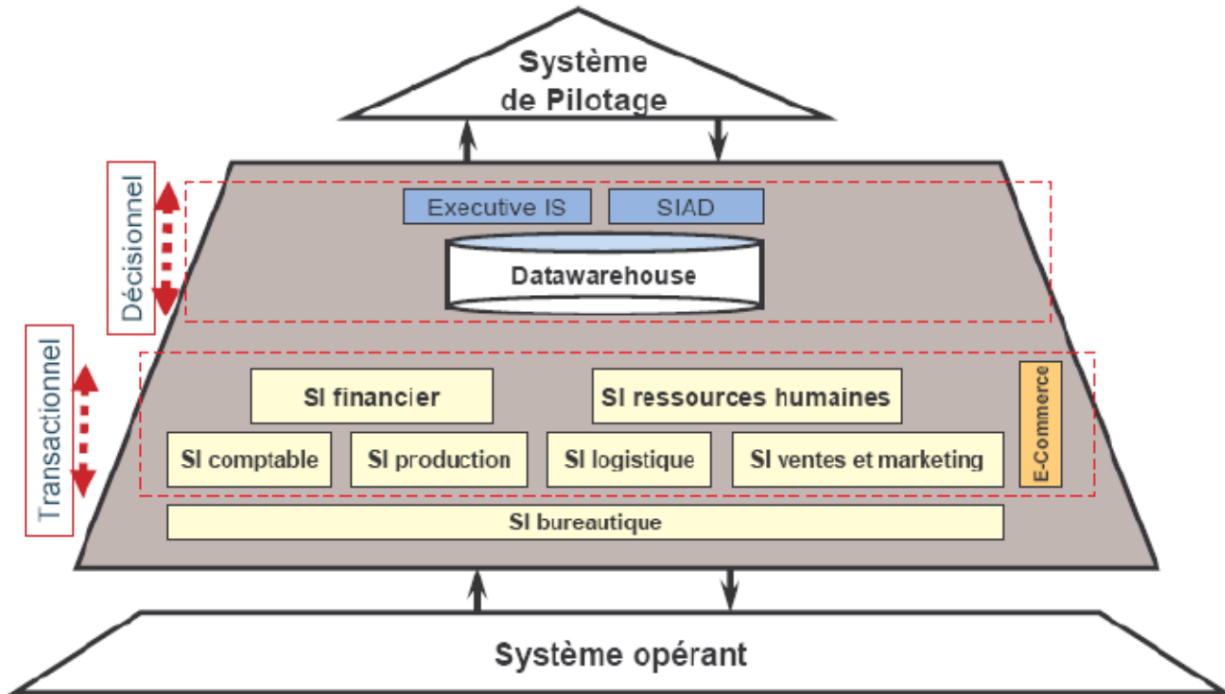 Système
de Pilotage
Décisionnel
Executive IS
SIAD
Datawarehouse
Transactionnel
SI financier
SI ressources humaines
E-Commerce
SI comptable
SI production
SI logistique
SI ventes et marketing
SI bureautique
Système opérant